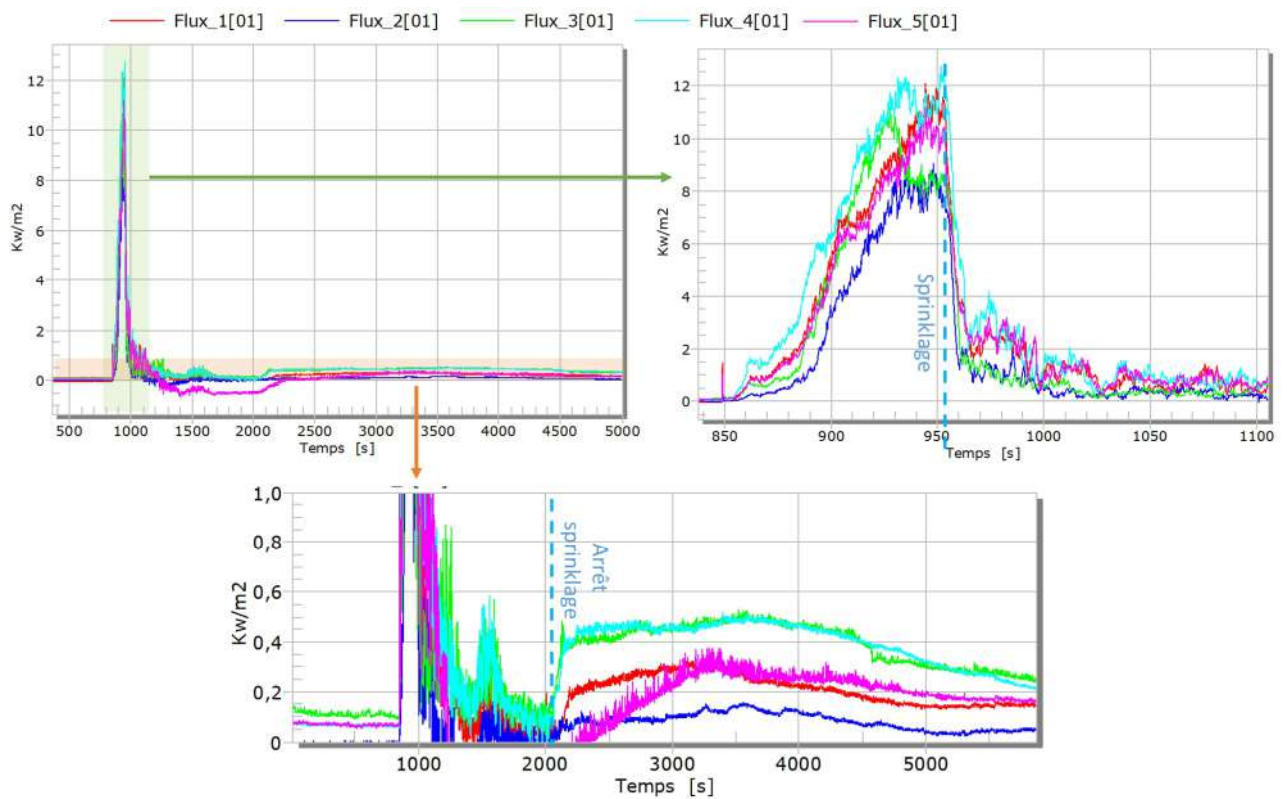 Flux_1[01] Flux_2[01] Flux_3[01] Flux_4[01] Flux_5[01]
Kw/m2
12
10
8
6
4
2
0
500 1000 1500 2000 2500 3000 3500 4000 4500 5000
Temps [s]
Kw/m2
12
10
8
6
4
2
0
Sprinklage
850 900 950 1000 1050 1100
Temps [s]
Kw/m2
1,0
0,8
0,6
0,4
0,2
0
Arrêt
sprinklage
1000 2000 3000 4000 5000
Temps [s]